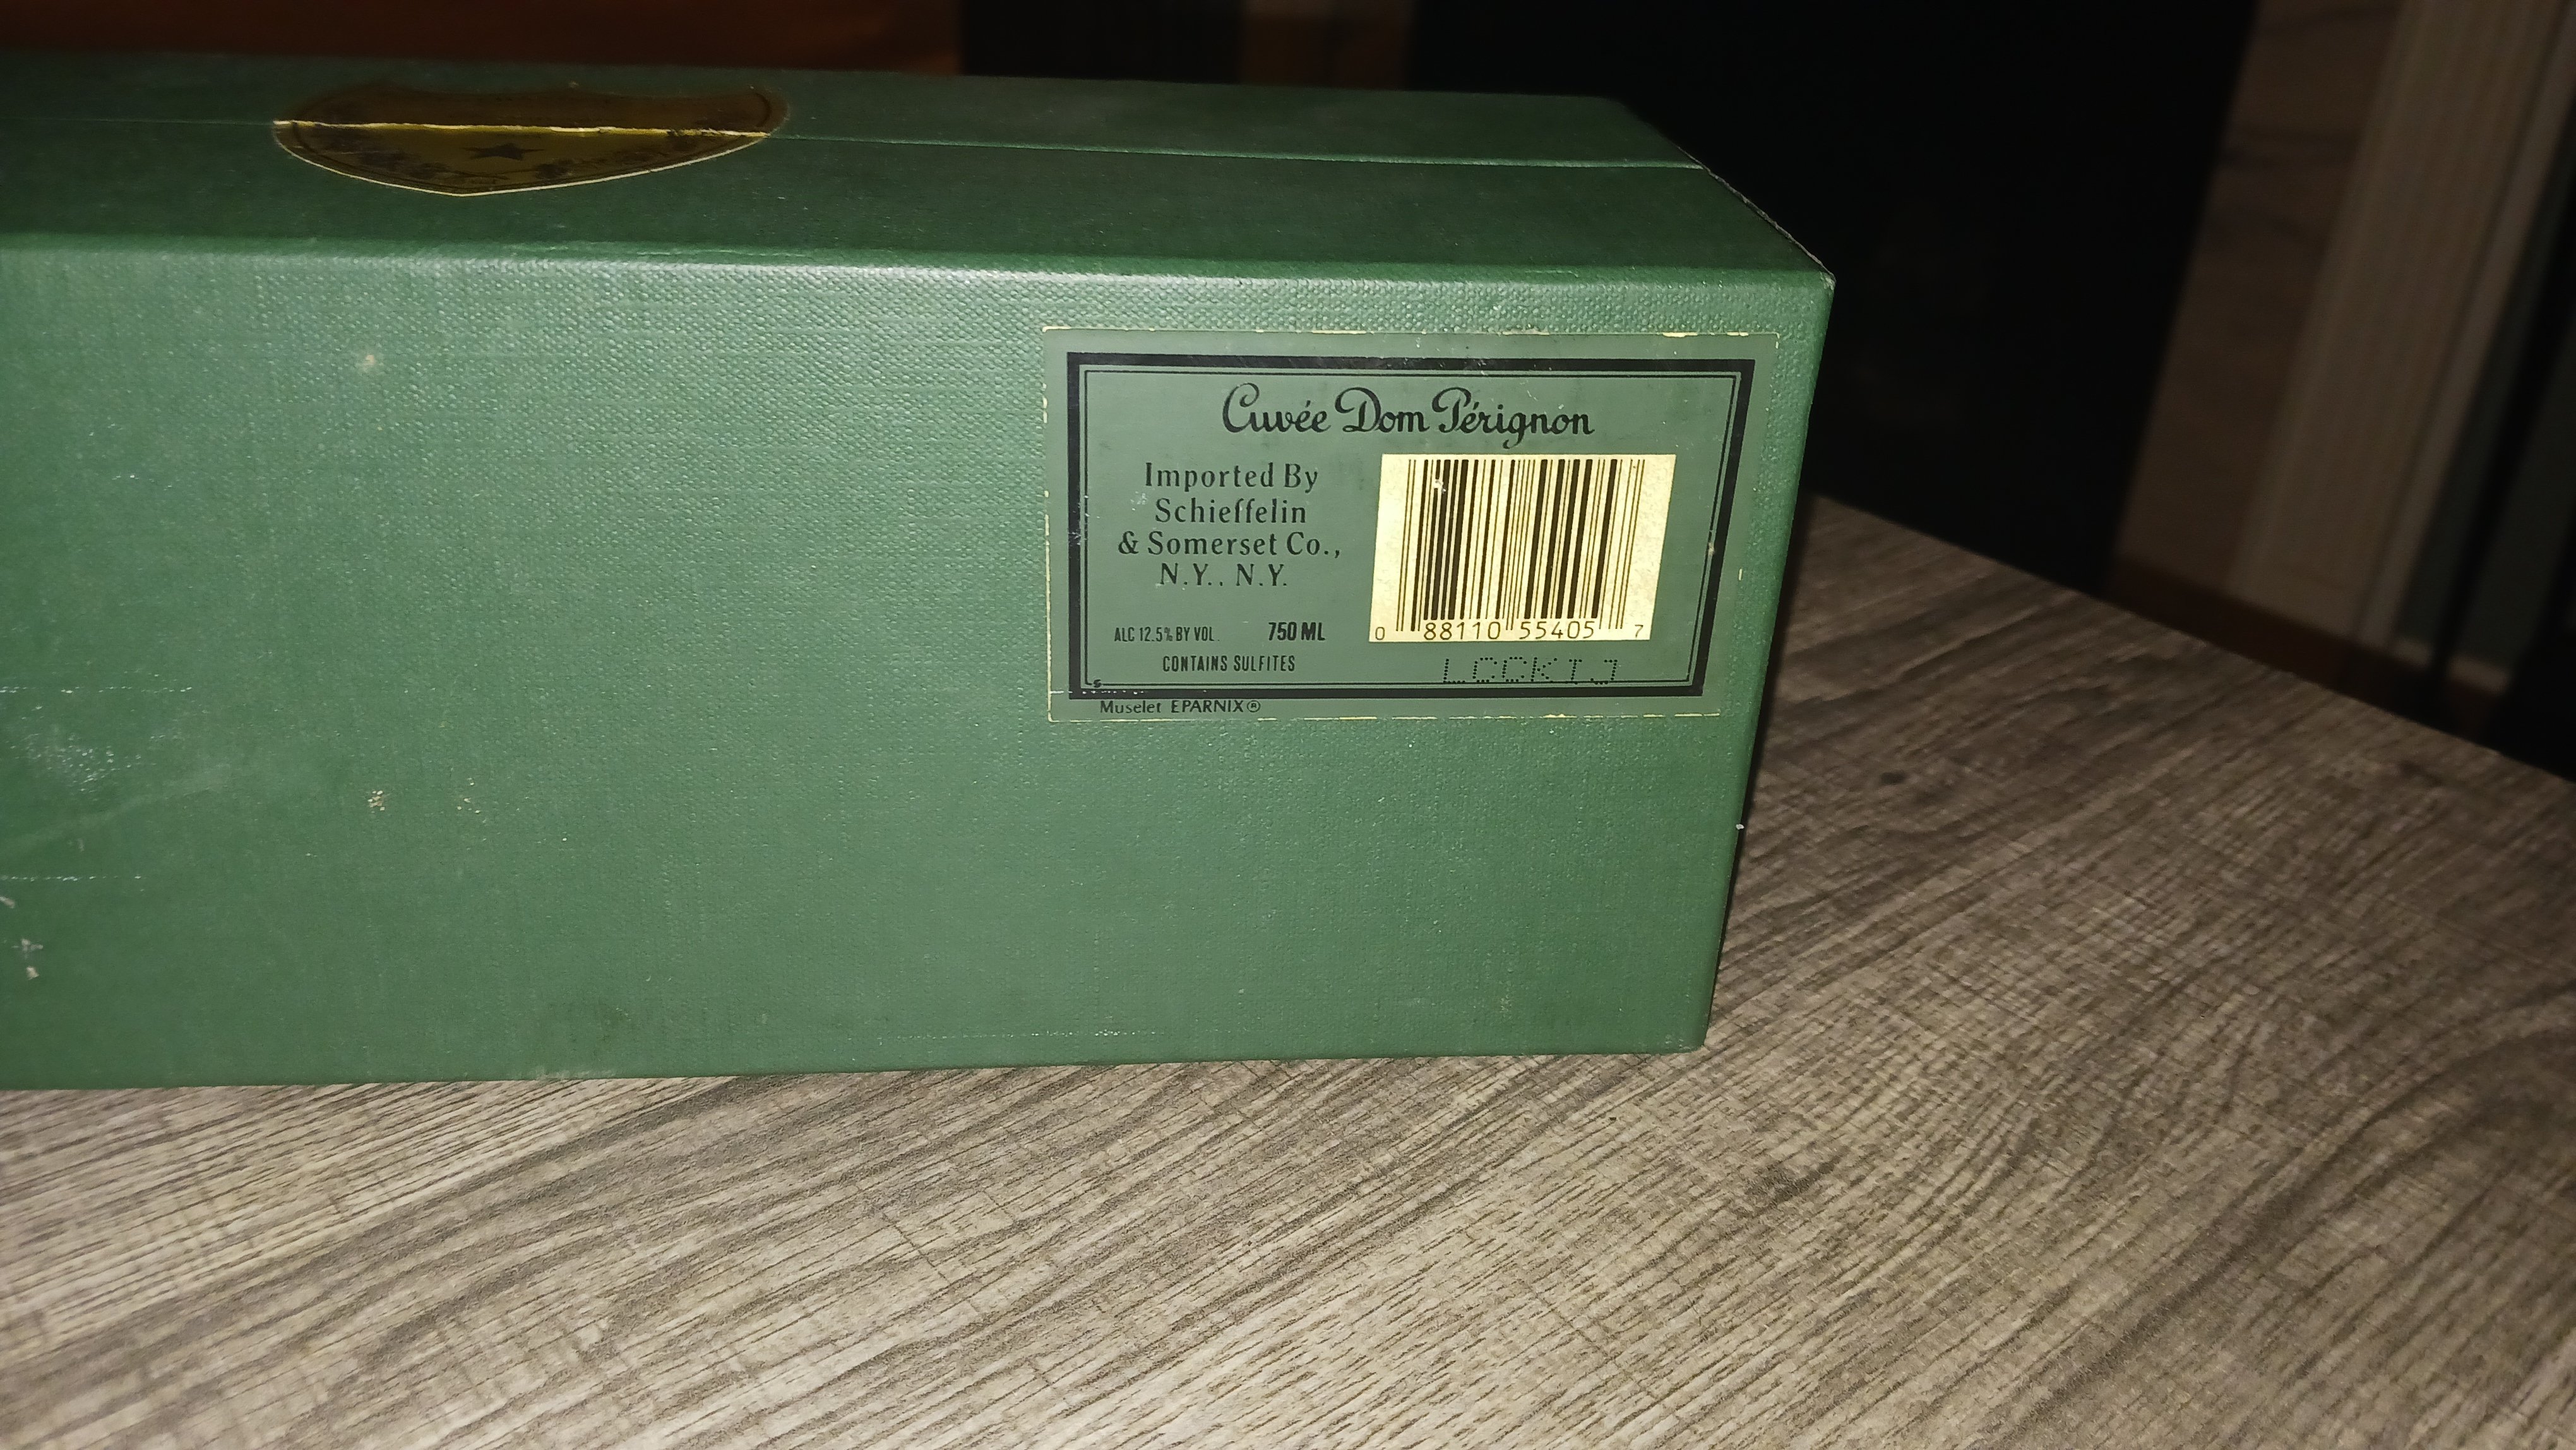 Cuvée Dom Pérignon
Imported By
Schieffelin
& Somerset Co.,
N.Y., N.Y.
ALC 12.5% BY VOL. 750 ML
CONTAINS SULFITES
0 88110 55405 7
LCCKIJ
Muselet EPARNIX®